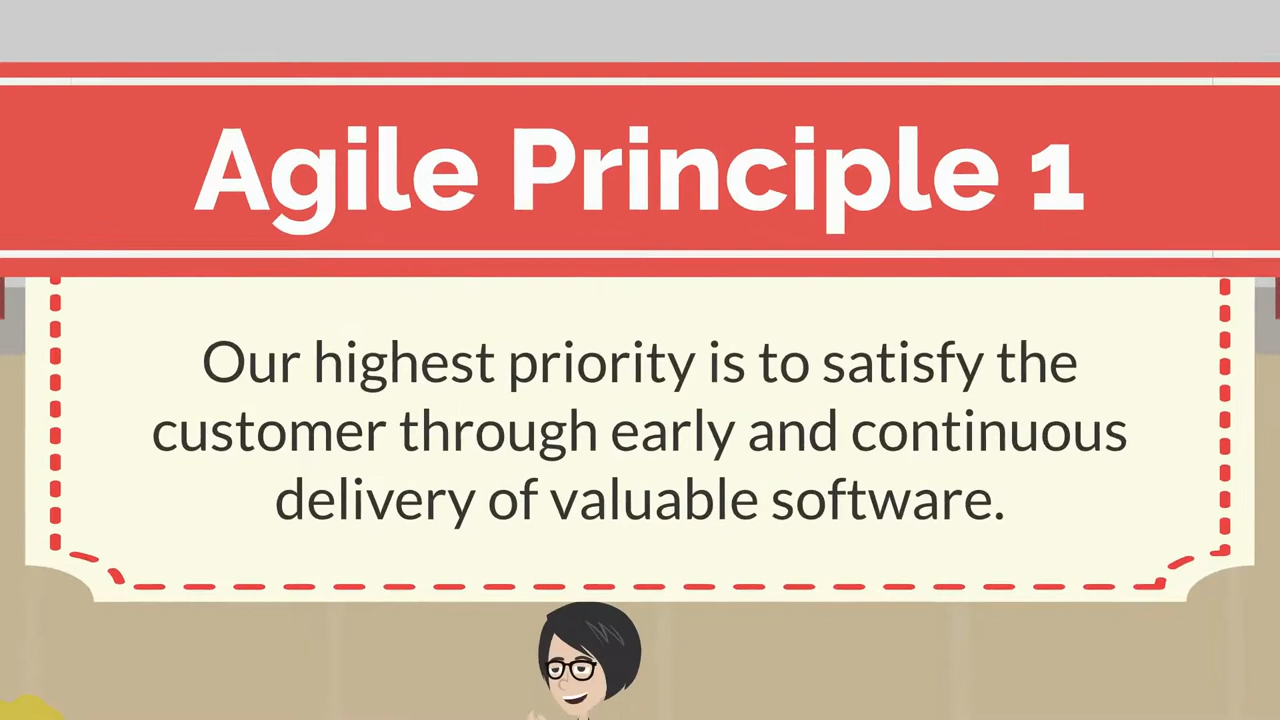 Agile Principle 1
Our highest priority is to satisfy the
customer through early and continuous
delivery of valuable software.